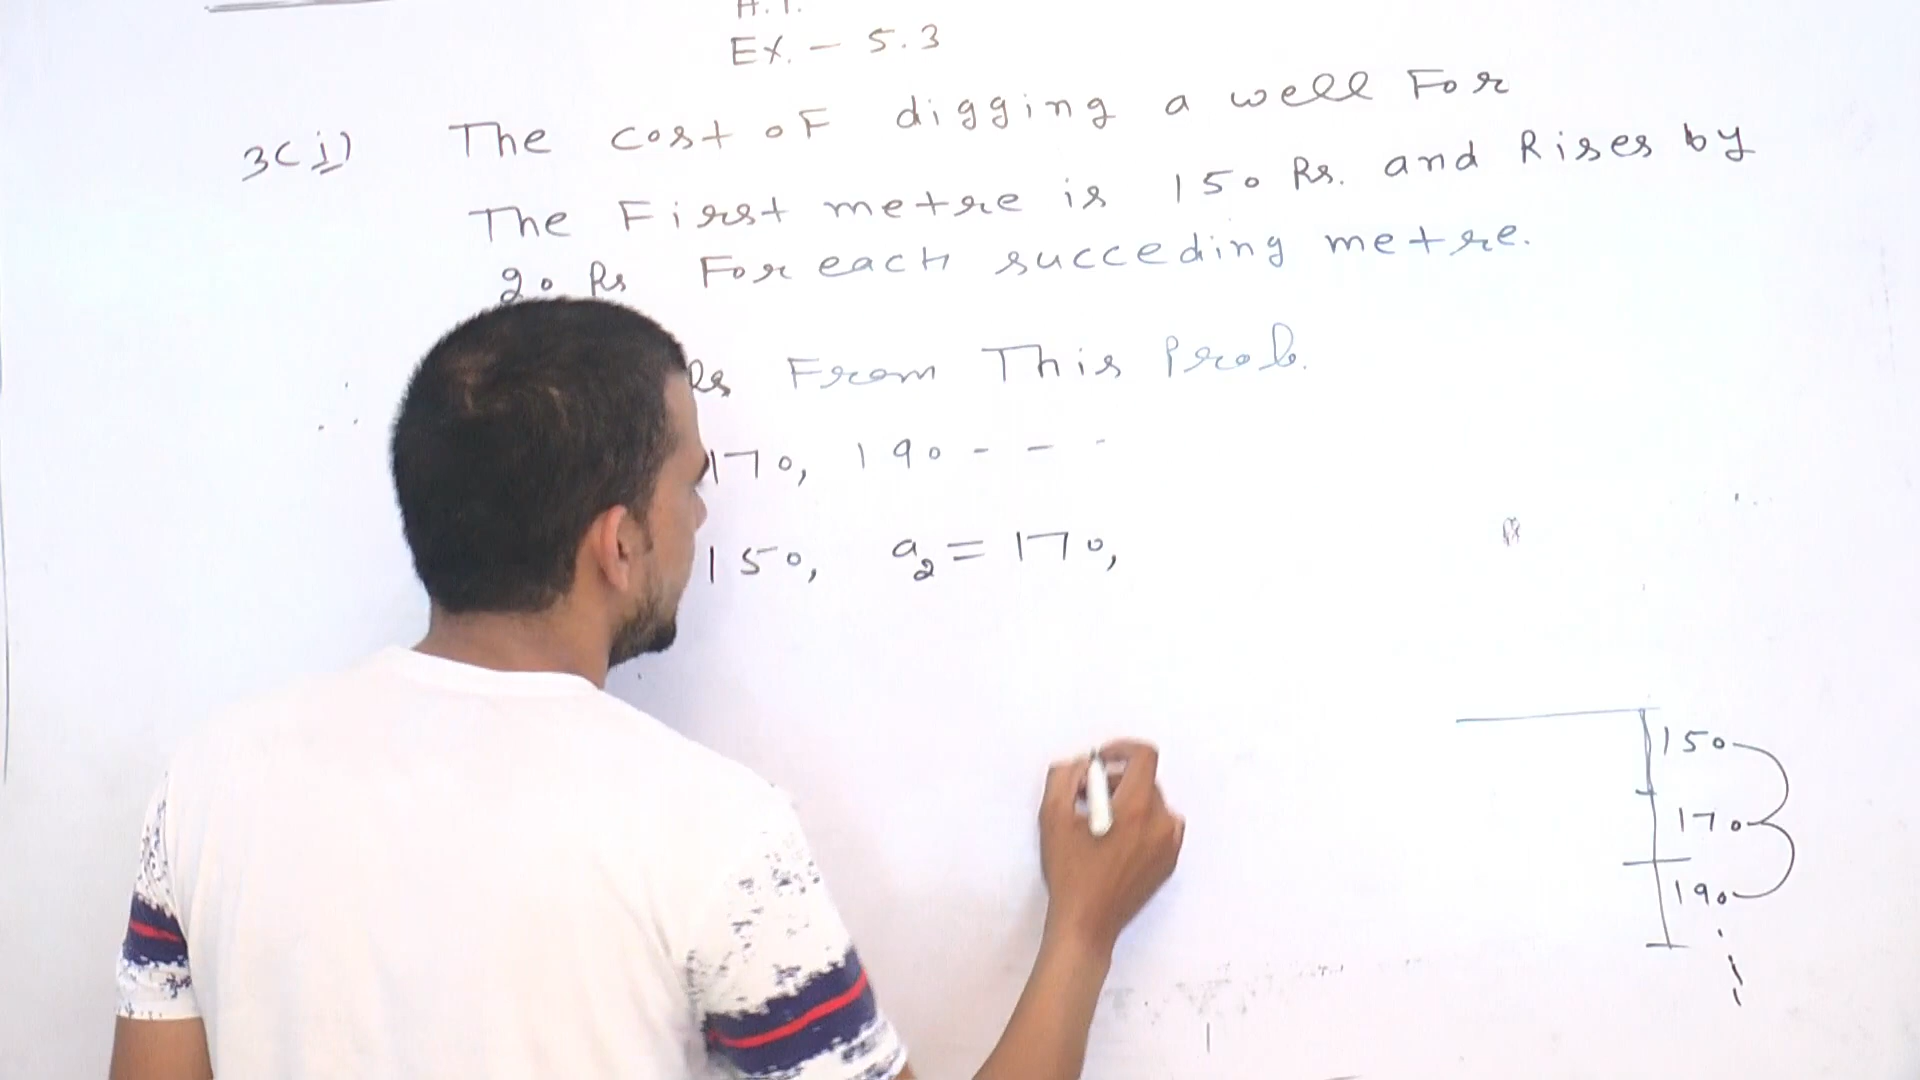 Ex. - 5.3
3(i) The cost of digging a well For
The First metre is 150 Rs. and Rises by
20 Rs For each succeding metre.
Rs From This Prob.
170, 190 - - -
150, a2 = 170,
150
170
190